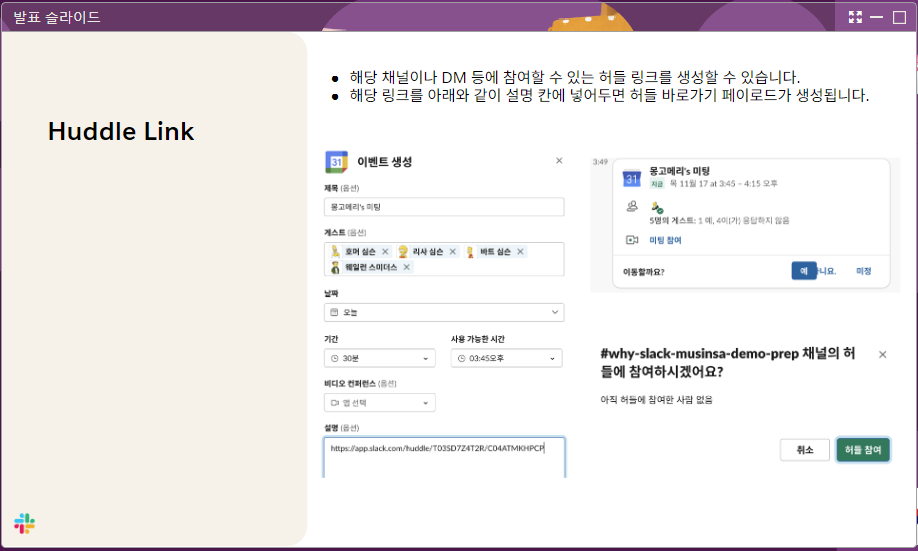 발표 슬라이드
Huddle Link
● 해당 채널이나 DM 등에 참여할 수 있는 허들 링크를 생성할 수 있습니다.
● 해당 링크를 아래와 같이 설명 칸에 넣어두면 허들 바로가기 페이로드가 생성됩니다.
31 이벤트 생성 ×
제목 (옵션)
몽고메리's 미팅
게스트 (옵션)
호머 심슨 × 리사 심슨 × 바트 심슨 ×
웨일런 스미더스 ×
날짜
오늘
기간 사용 가능한 시간
30분 03:45오후
비디오 컨퍼런스 (옵션)
앱 선택
설명 (옵션)
https://app.slack.com/huddle/T03SD7Z4T2R/C04ATMKHPCP
3:49
31 몽고메리's 미팅
지금 목 11월 17 at 3:45 – 4:15 오후
5명의 게스트: 1 예, 4이(가) 응답하지 않음
미팅 참여
이동할까요? 예 니요. 미정
#why-slack-musinsa-demo-prep 채널의 허 ×
들에 참여하시겠어요?
아직 허들에 참여한 사람 없음
취소 허들 참여